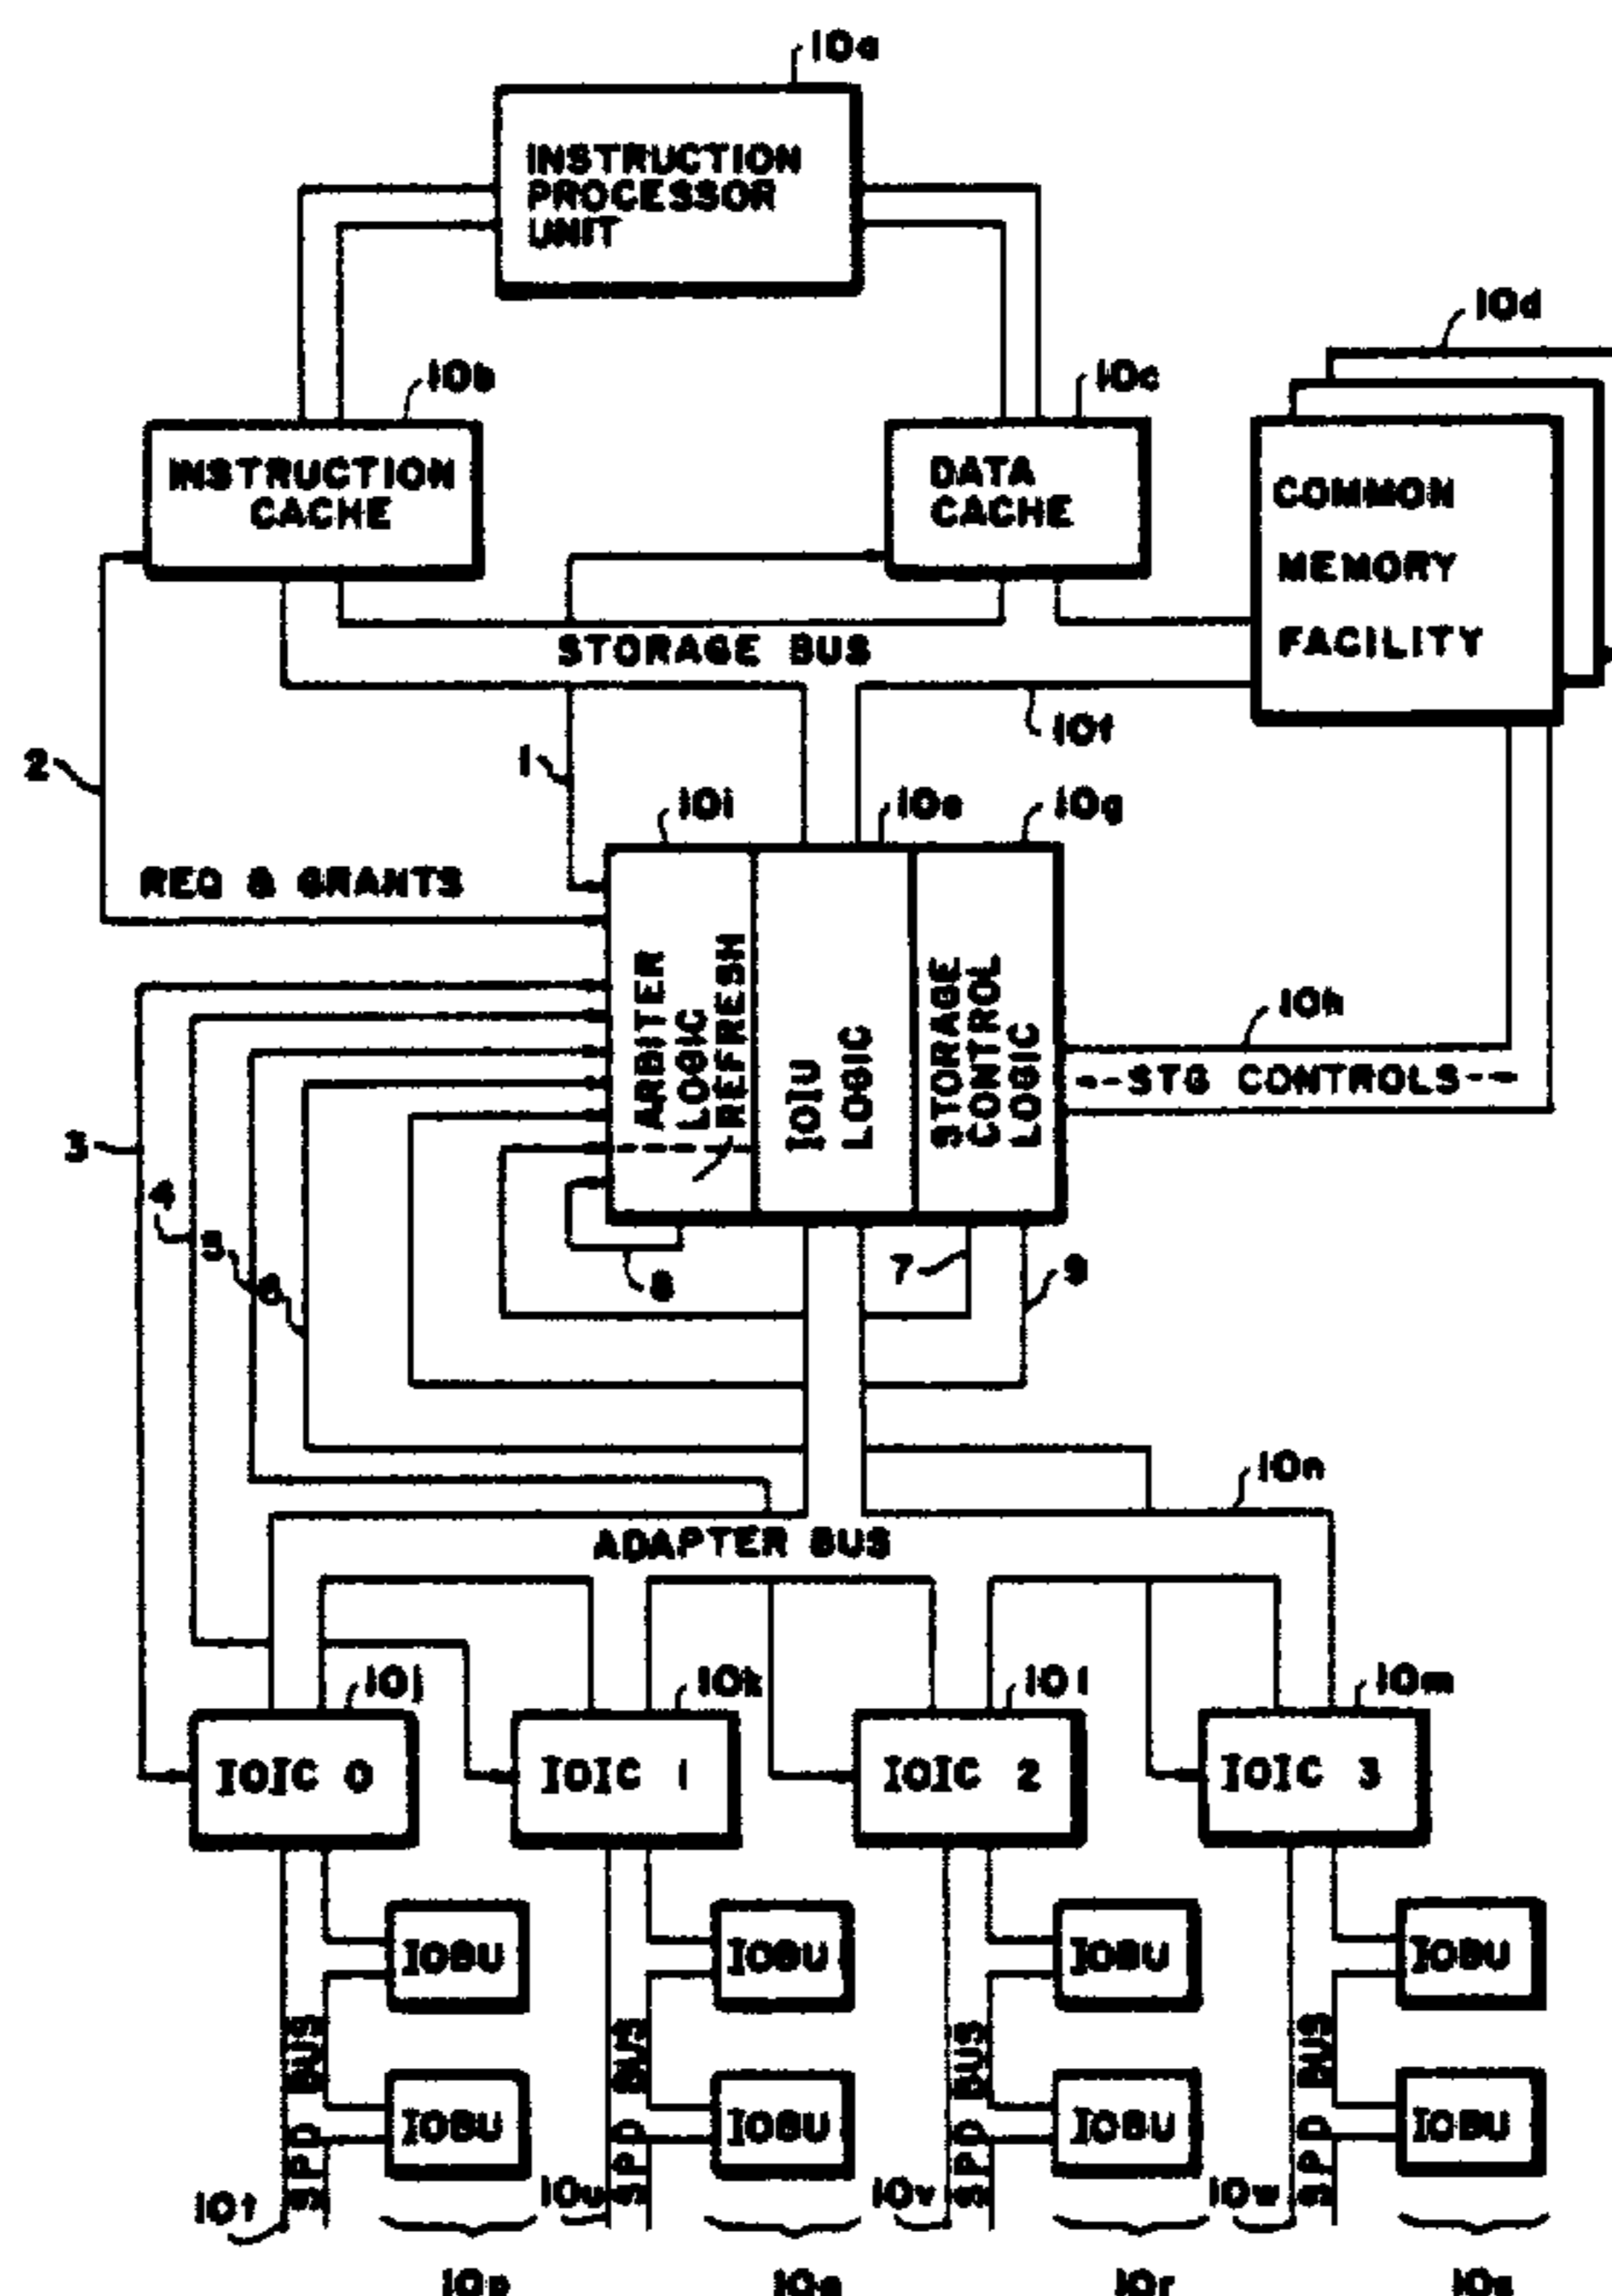 10a
INSTRUCTION
PROCESSOR
UNIT
10d
10b
10c
INSTRUCTION
CACHE
DATA
CACHE
COMMON
MEMORY
FACILITY
STORAGE BUS
10f
2
1
10i
10e
10g
REQ & GRANTS
ARBITER
LOGIC
REFRESH
IOIU
LOGIC
STORAGE
CONTROL
LOGIC
10h
--STG CONTROLS--
3
4
5
6
7
8
9
10n
ADAPTER BUS
10j
10k
10l
10m
IOIC 0
IOIC 1
IOIC 2
IOIC 3
IOBU
IOBU
IOBU
IOBU
SPD BUS
SPD BUS
SPD BUS
SPD BUS
IOBU
IOBU
IOBU
IOBU
10t
10u
10v
10w
10p
10q
10r
10s